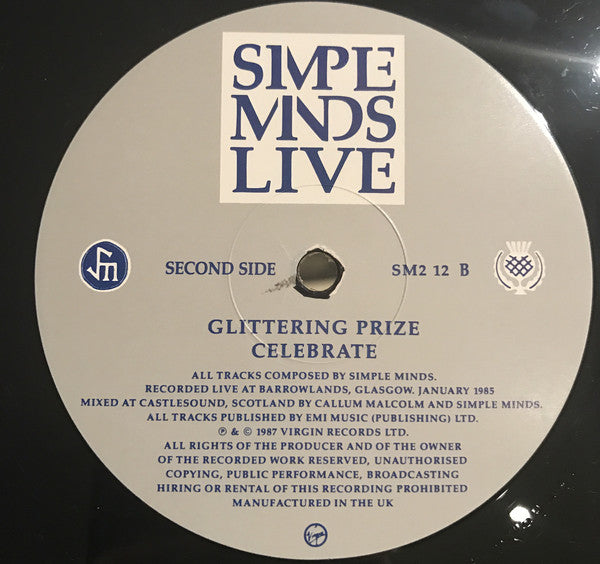 SIMPLE
MINDS
LIVE
SM
SECOND SIDE
SM2 12 B
GLITTERING PRIZE
CELEBRATE
ALL TRACKS COMPOSED BY SIMPLE MINDS.
RECORDED LIVE AT BARROWLANDS, GLASGOW. JANUARY 1985
MIXED AT CASTLESOUND, SCOTLAND BY CALLUM MALCOLM AND SIMPLE MINDS.
ALL TRACKS PUBLISHED BY EMI MUSIC (PUBLISHING) LTD.
℗ & © 1987 VIRGIN RECORDS LTD.
ALL RIGHTS OF THE PRODUCER AND OF THE OWNER
OF THE RECORDED WORK RESERVED, UNAUTHORISED
COPYING, PUBLIC PERFORMANCE, BROADCASTING
HIRING OR RENTAL OF THIS RECORDING PROHIBITED
MANUFACTURED IN THE UK
Virgin